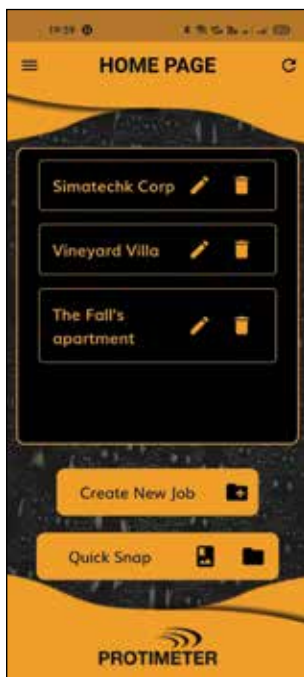 19:59
HOME PAGE
Simatechk Corp
Vineyard Villa
The Fall's
apartment
Create New Job
Quick Snap
PROTIMETER